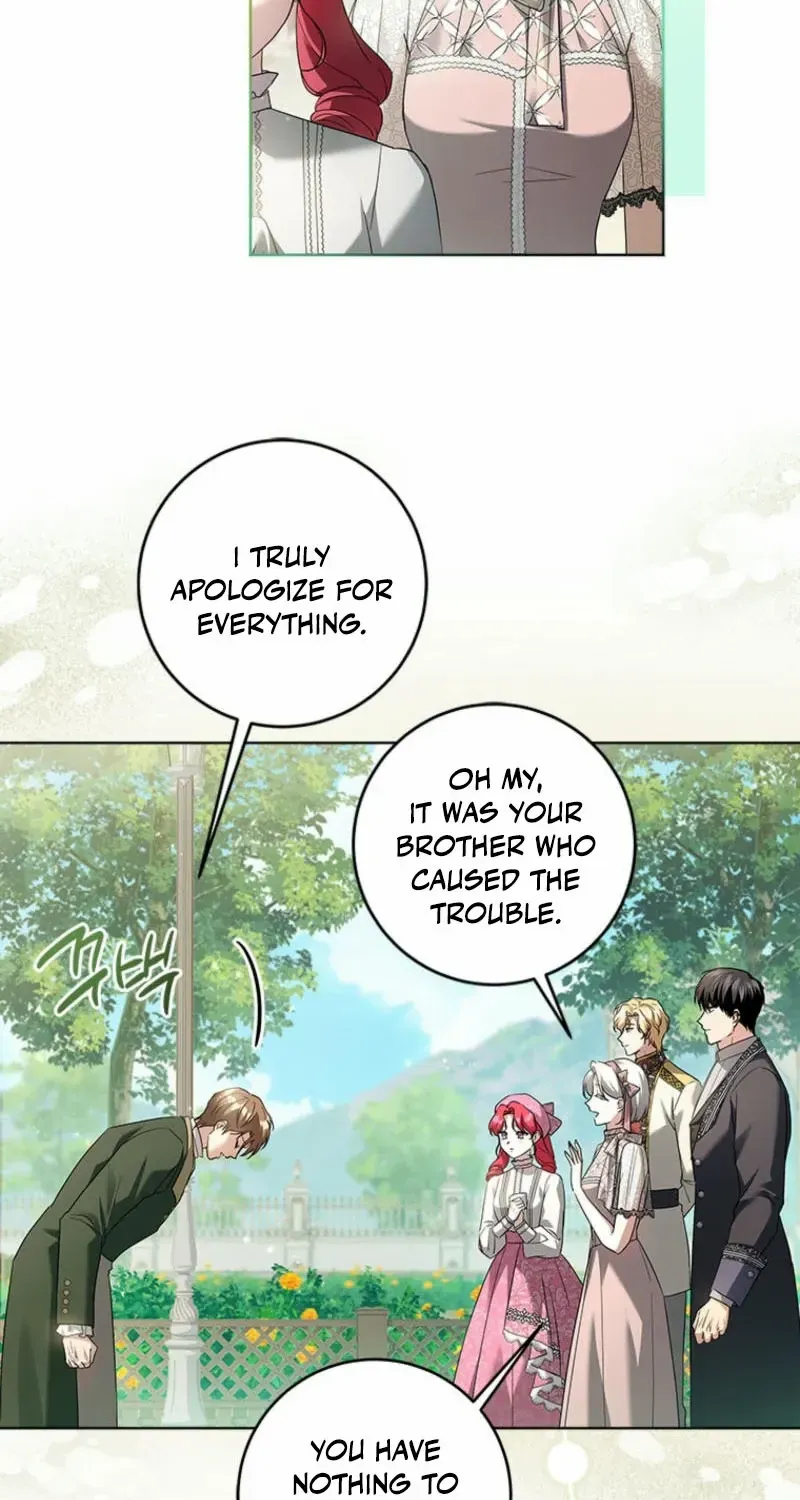 I TRULY
APOLOGIZE FOR
EVERYTHING.
OH MY,
IT WAS YOUR
BROTHER WHO
CAUSED THE
TROUBLE.
꾸벅
YOU HAVE
NOTHING TO